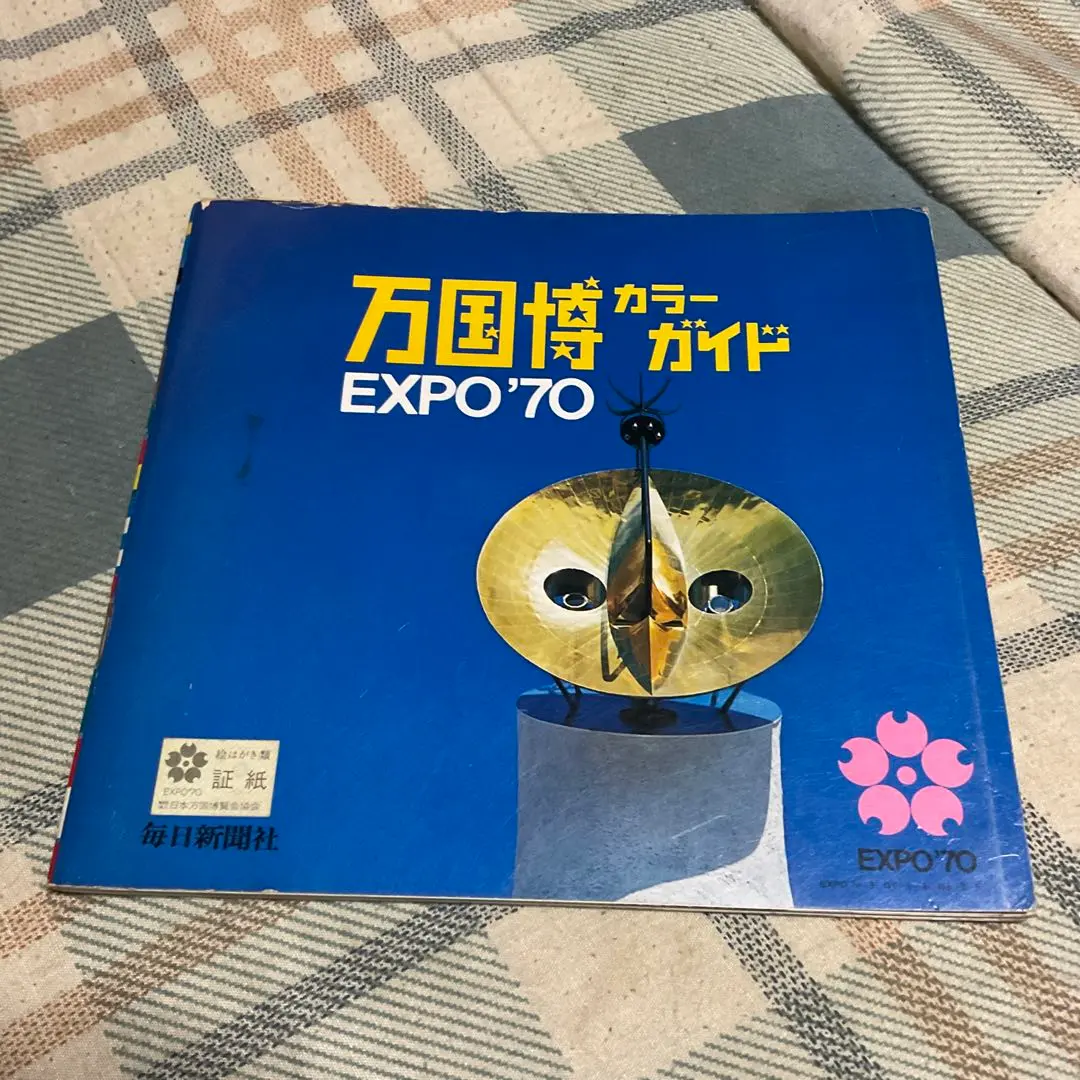 万国博カラー
ガイド
EXPO'70
絵はがき類
証紙
EXPO'70
日本万国博覧会協会
毎日新聞社
EXPO'70